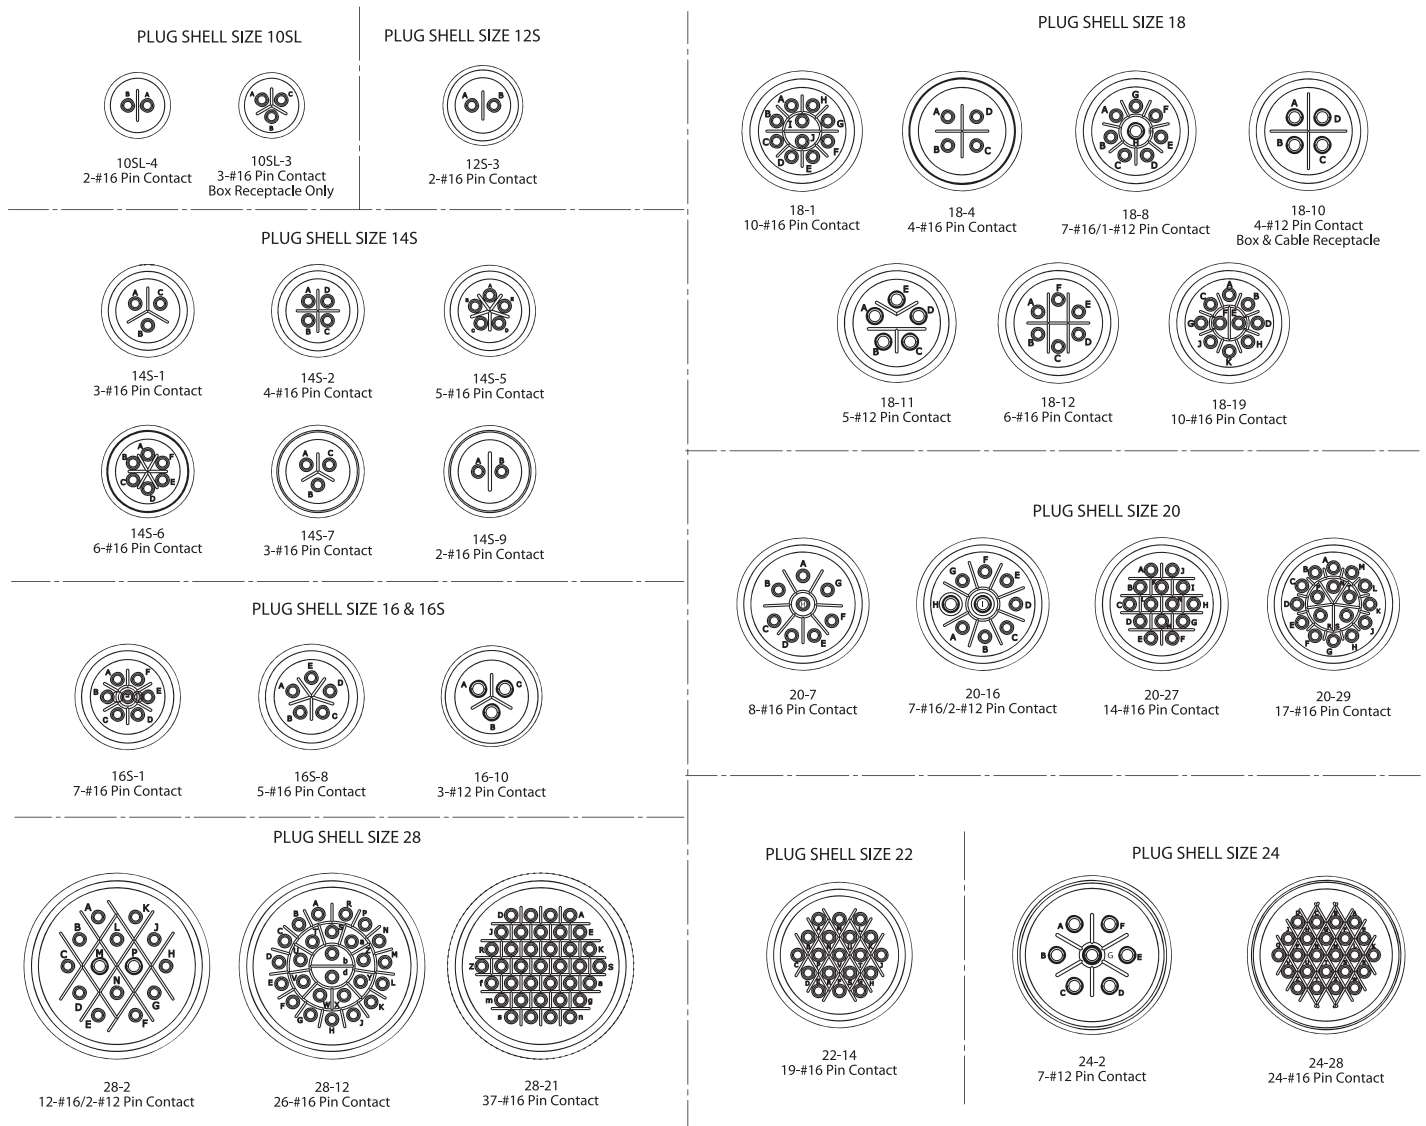 PLUG SHELL SIZE 10SL
B
A
10SL-4
2-#16 Pin Contact
A
C
B
10SL-3
3-#16 Pin Contact
Box Receptacle Only
PLUG SHELL SIZE 12S
A
B
12S-3
2-#16 Pin Contact
PLUG SHELL SIZE 14S
A
C
B
14S-1
3-#16 Pin Contact
A
D
B
C
14S-2
4-#16 Pin Contact
A
B
E
C
D
14S-5
5-#16 Pin Contact
A
B
F
C
E
D
14S-6
6-#16 Pin Contact
A
C
B
14S-7
3-#16 Pin Contact
A
B
14S-9
2-#16 Pin Contact
PLUG SHELL SIZE 16 & 16S
A
F
B
E
C
D
16S-1
7-#16 Pin Contact
E
A
D
B
C
16S-8
5-#16 Pin Contact
A
C
B
16-10
3-#12 Pin Contact
PLUG SHELL SIZE 28
A
K
B
L
J
C
M
P
H
D
N
G
E
F
28-2
12-#16/2-#12 Pin Contact
A
R
B
P
C
N
D
M
b
d
E
L
F
K
G
J
H
28-12
26-#16 Pin Contact
D
A
J
E
R
K
Z
S
f
a
m
g
s
n
28-21
37-#16 Pin Contact
PLUG SHELL SIZE 18
A
H
B
I
G
C
J
F
D
E
18-1
10-#16 Pin Contact
A
D
B
C
18-4
4-#16 Pin Contact
G
A
F
B
H
E
C
D
18-8
7-#16/1-#12 Pin Contact
A
D
B
C
18-10
4-#12 Pin Contact
Box & Cable Receptacle
E
A
D
B
C
18-11
5-#12 Pin Contact
F
A
E
B
D
C
18-12
6-#16 Pin Contact
A
C
B
F
E
G
D
J
H
K
18-19
10-#16 Pin Contact
PLUG SHELL SIZE 20
A
B
G
H
C
F
D
E
20-7
8-#16 Pin Contact
F
G
E
H
I
D
A
C
B
20-16
7-#16/2-#12 Pin Contact
A
J
B
I
C
H
D
G
E
F
20-27
14-#16 Pin Contact
A
B
M
C
L
D
K
E
J
F
H
G
20-29
17-#16 Pin Contact
PLUG SHELL SIZE 22
22-14
19-#16 Pin Contact
PLUG SHELL SIZE 24
A
F
B
G
E
C
D
24-2
7-#12 Pin Contact
24-28
24-#16 Pin Contact